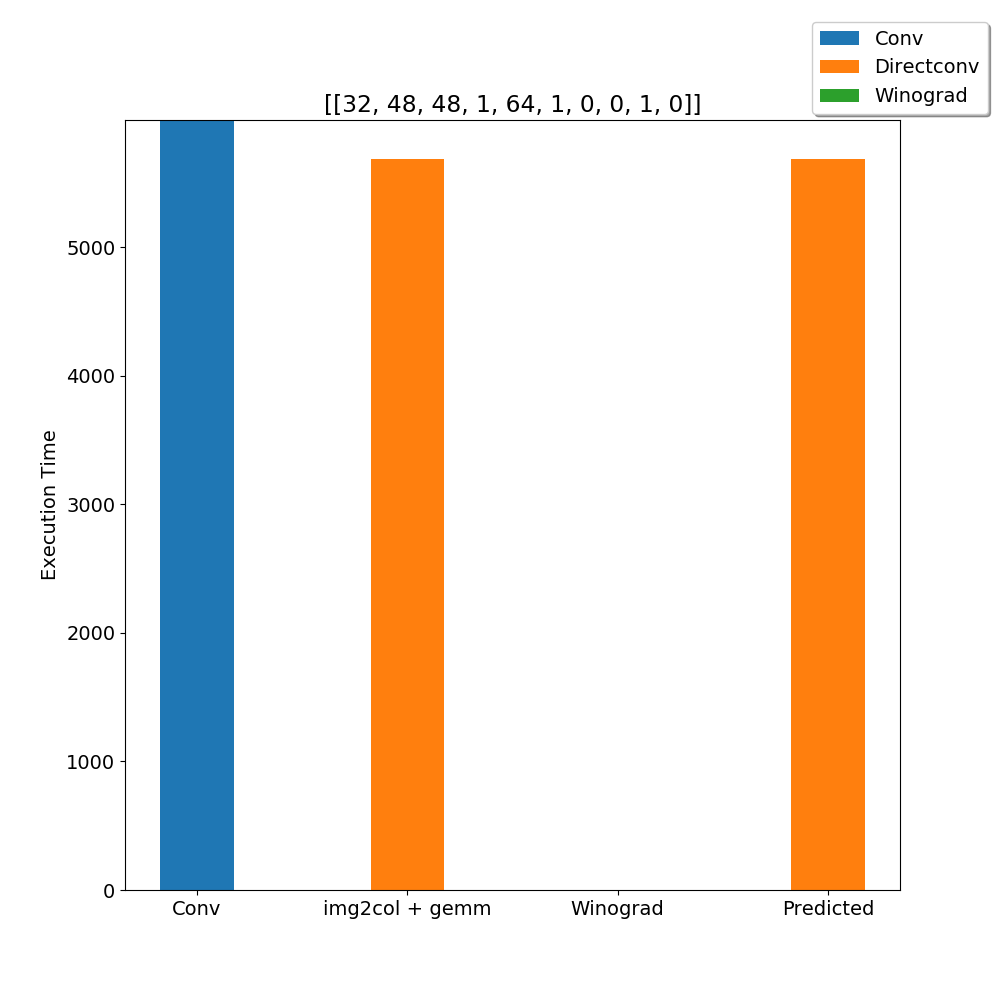 Conv
Directconv
Winograd
[[32, 48, 48, 1, 64, 1, 0, 0, 1, 0]]
5000
4000
3000
2000
1000
0
Execution Time
Conv img2col + gemm Winograd Predicted